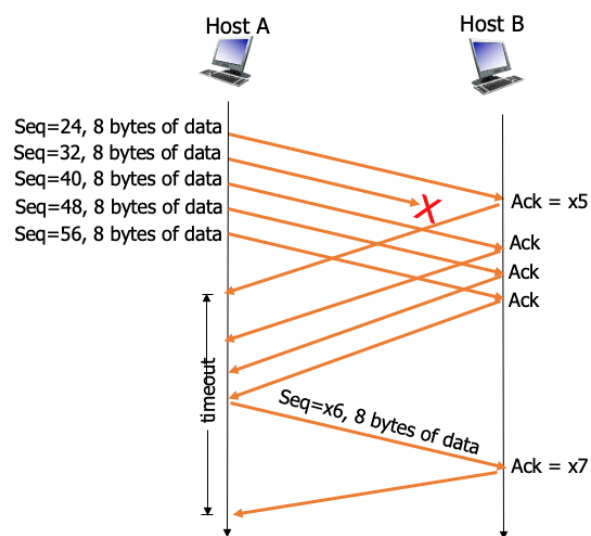 Host A
Host B
Seq=24, 8 bytes of data
Seq=32, 8 bytes of data
Seq=40, 8 bytes of data
Seq=48, 8 bytes of data
Seq=56, 8 bytes of data
X
Ack = x5
Ack
Ack
Ack
timeout
Seq=x6, 8 bytes of data
Ack = x7